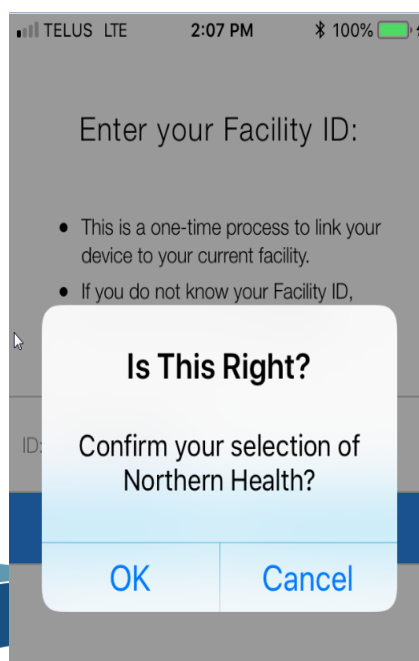 TELUS LTE 2:07 PM 100%
Enter your Facility ID:
• This is a one-time process to link your
device to your current facility.
• If you do not know your Facility ID,
Is This Right?
ID:
Confirm your selection of
Northern Health?
OK Cancel